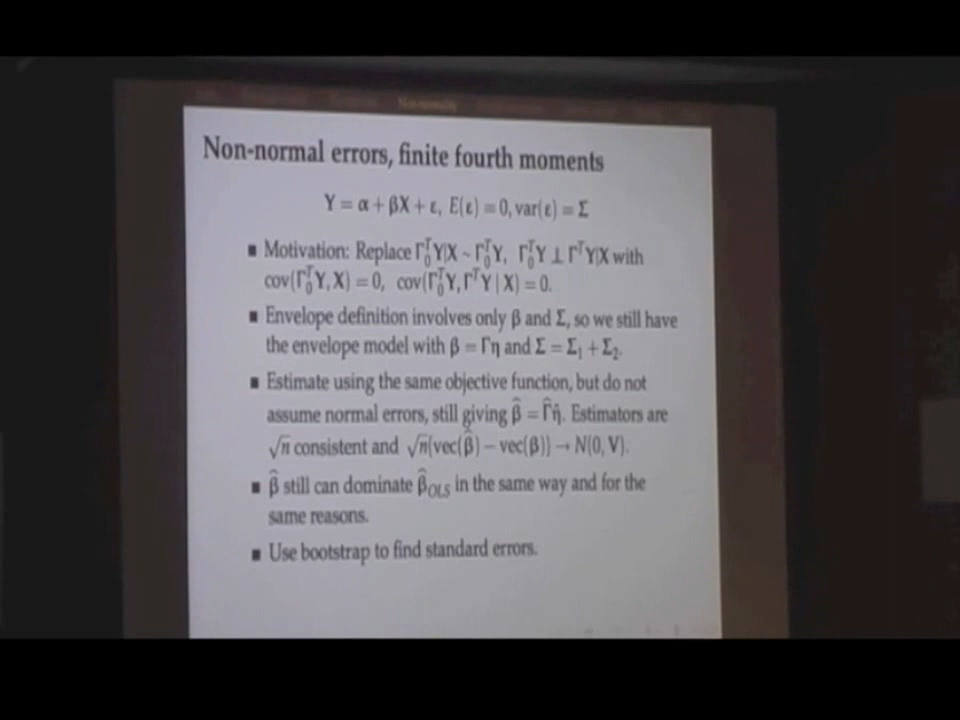 Non-normality
Non-normal errors, finite fourth moments
Y = α + βX + ε, E(ε) = 0, var(ε) = Σ
■ Motivation: Replace Γ₀ᵀY|X ~ Γ₀ᵀY, Γ₀ᵀY ⊥ ΓᵀY|X with
cov(Γ₀ᵀY, X) = 0, cov(Γ₀ᵀY, ΓᵀY | X) = 0.
■ Envelope definition involves only β and Σ, so we still have
the envelope model with β = Γη and Σ = Σ₁ + Σ₂.
■ Estimate using the same objective function, but do not
assume normal errors, still giving β̂ = Γ̂η̂. Estimators are
√n consistent and √n{vec(β̂) − vec(β)} → N(0, V).
■ β̂ still can dominate β̂_OLS in the same way and for the
same reasons.
■ Use bootstrap to find standard errors.